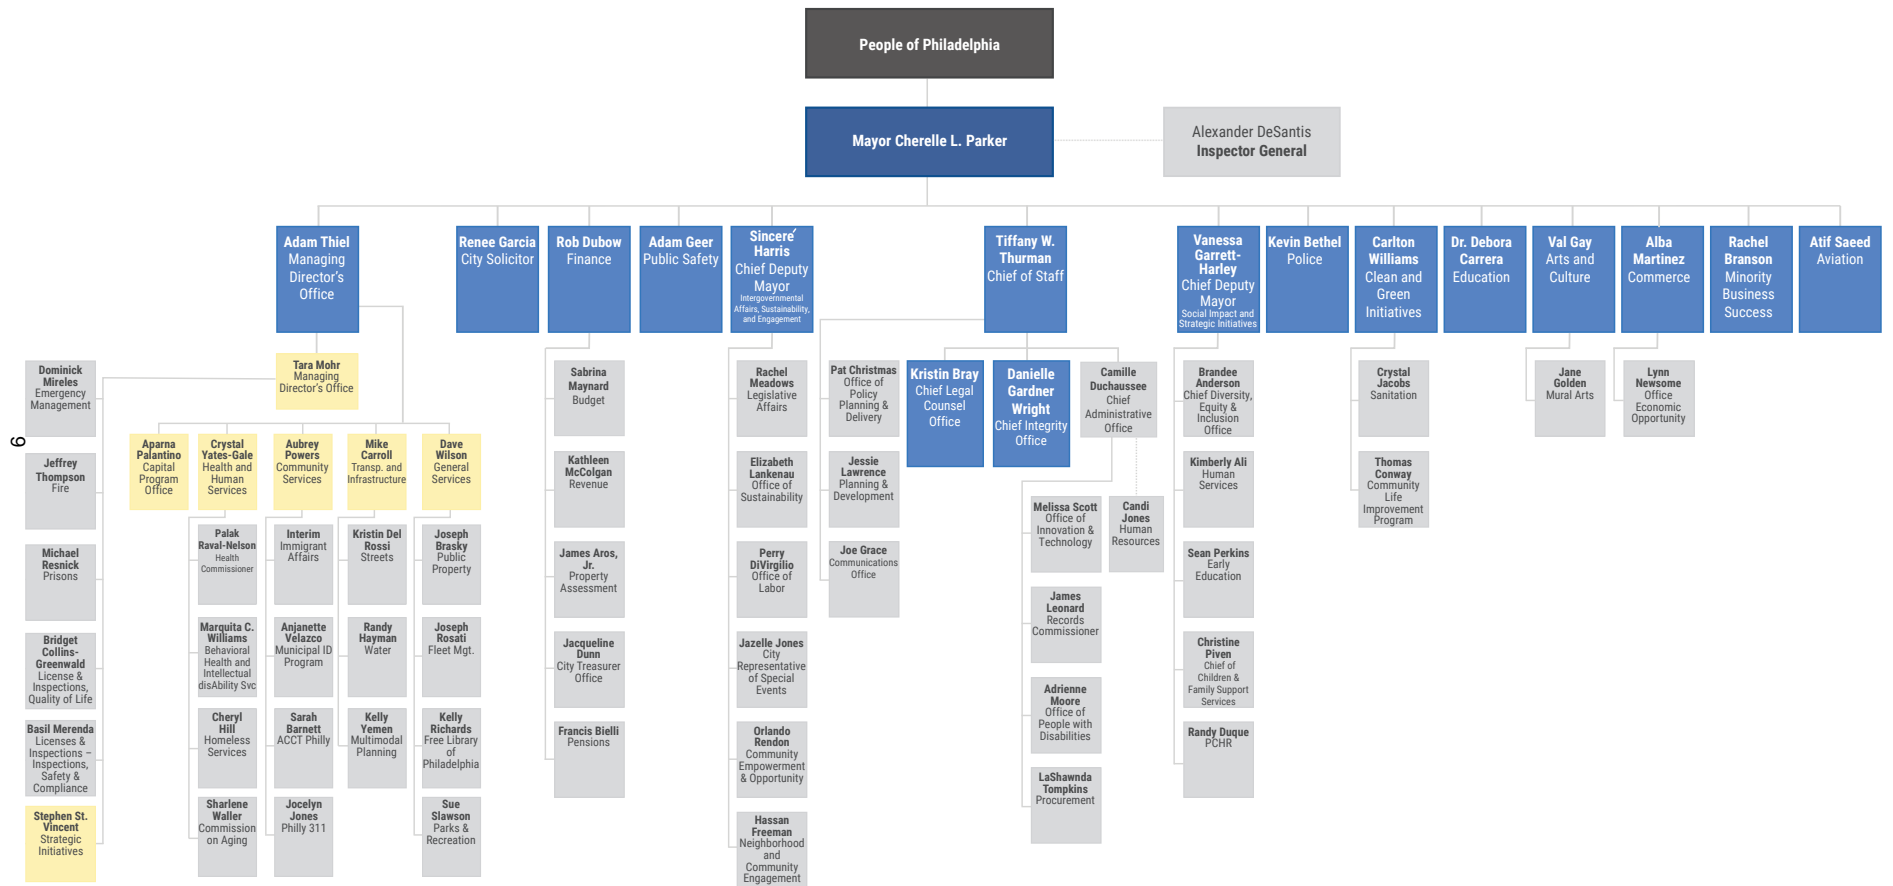 People of Philadelphia
Mayor Cherelle L. Parker
Alexander DeSantis
Inspector General
Adam Thiel
Managing
Director's
Office
Renee Garcia
City Solicitor
Rob Dubow
Finance
Adam Geer
Public Safety
Sinceré
Harris
Chief Deputy
Mayor
Intergovernmental
Affairs, Sustainability,
and Engagement
Tiffany W.
Thurman
Chief of Staff
Vanessa
Garrett-
Harley
Chief Deputy
Mayor
Social Impact and
Strategic Initiatives
Kevin Bethel
Police
Carlton
Williams
Clean and
Green
Initiatives
Dr. Debora
Carrera
Education
Val Gay
Arts and
Culture
Alba
Martinez
Commerce
Rachel
Branson
Minority
Business
Success
Atif Saeed
Aviation
Tara Mohr
Managing
Director's Office
Dominick
Mireles
Emergency
Management
Jeffrey
Thompson
Fire
Michael
Resnick
Prisons
Bridget
Collins-
Greenwald
License &
Inspections,
Quality of Life
Basil Merenda
Licenses &
Inspections –
Inspections,
Safety &
Compliance
Stephen St.
Vincent
Strategic
Initiatives
9
Aparna
Palantino
Capital
Program
Office
Crystal
Yates-Gale
Health and
Human
Services
Aubrey
Powers
Community
Services
Mike
Carroll
Transp. and
Infrastructure
Dave
Wilson
General
Services
Palak
Raval-Nelson
Health
Commissioner
Marquita C.
Williams
Behavioral
Health and
Intellectual
disAbility Svc
Cheryl
Hill
Homeless
Services
Sharlene
Waller
Commission
on Aging
Interim
Immigrant
Affairs
Anjanette
Velazco
Municipal ID
Program
Sarah
Barnett
ACCT Philly
Jocelyn
Jones
Philly 311
Kristin Del
Rossi
Streets
Randy
Hayman
Water
Kelly
Yemen
Multimodal
Planning
Joseph
Brasky
Public
Property
Joseph
Rosati
Fleet Mgt.
Kelly
Richards
Free Library
of
Philadelphia
Sue
Slawson
Parks &
Recreation
Sabrina
Maynard
Budget
Kathleen
McColgan
Revenue
James Aros,
Jr.
Property
Assessment
Jacqueline
Dunn
City Treasurer
Office
Francis Bielli
Pensions
Rachel
Meadows
Legislative
Affairs
Elizabeth
Lankenau
Office of
Sustainability
Perry
DiVirgilio
Office of
Labor
Jazelle Jones
City
Representative
of Special
Events
Orlando
Rendon
Community
Empowerment
& Opportunity
Hassan
Freeman
Neighborhood
and
Community
Engagement
Pat Christmas
Office of
Policy
Planning &
Delivery
Jessie
Lawrence
Planning &
Development
Joe Grace
Communications
Office
Kristin Bray
Chief Legal
Counsel
Office
Danielle
Gardner
Wright
Chief Integrity
Office
Camille
Duchaussee
Chief
Administrative
Office
Melissa Scott
Office of
Innovation &
Technology
James
Leonard
Records
Commissioner
Adrienne
Moore
Office of
People with
Disabilities
LaShawnda
Tompkins
Procurement
Candi
Jones
Human
Resources
Brandee
Anderson
Chief Diversity,
Equity &
Inclusion
Office
Kimberly Ali
Human
Services
Sean Perkins
Early
Education
Christine
Piven
Chief of
Children &
Family Support
Services
Randy Duque
PCHR
Crystal
Jacobs
Sanitation
Thomas
Conway
Community
Life
Improvement
Program
Jane
Golden
Mural Arts
Lynn
Newsome
Office
Economic
Opportunity